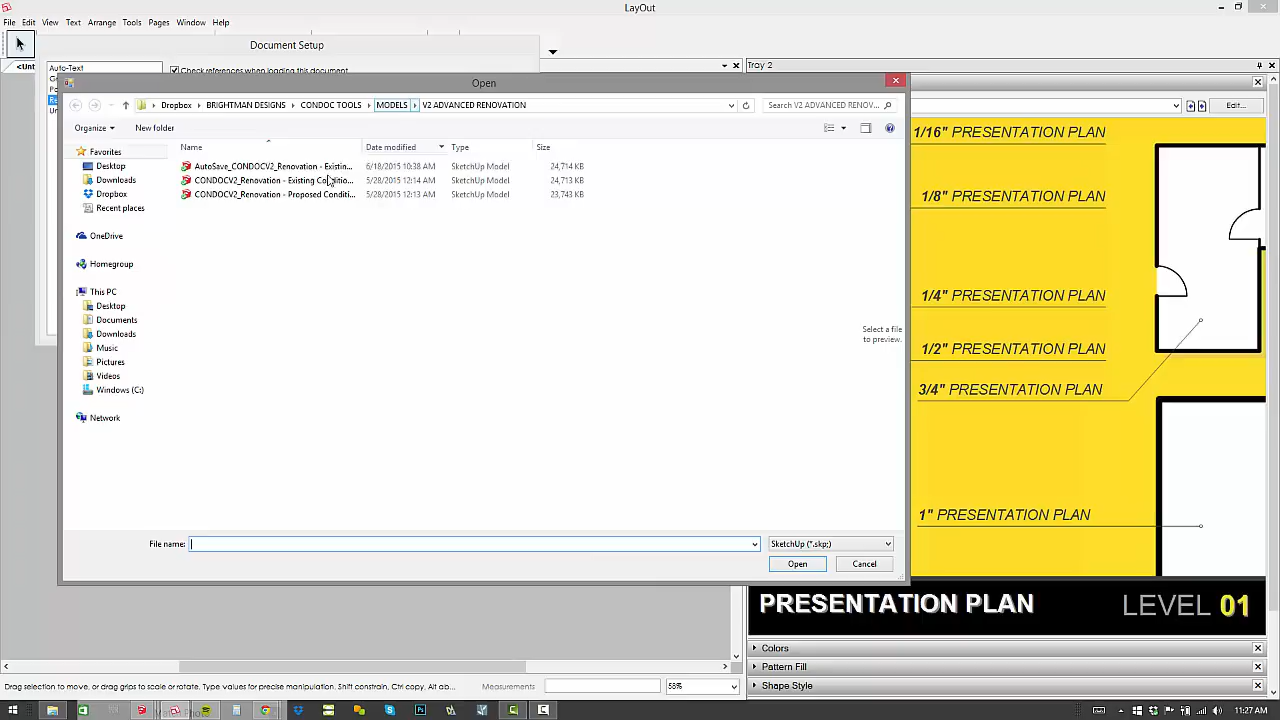 LayOut
File Edit View Text Arrange Tools Pages Window Help
Document Setup
<Unt
Tray 2
Auto-Text
Check references when loading this document.
Open
Dropbox BRIGHTMAN DESIGNS CONDOC TOOLS MODELS V2 ADVANCED RENOVATION
Search V2 ADVANCED RENOV...
Edit...
Organize New folder
Name Date modified Type Size
Favorites
Desktop
Downloads
Dropbox
Recent places
OneDrive
Homegroup
This PC
Desktop
Documents
Downloads
Music
Pictures
Videos
Windows (C:)
Network
AutoSave_CONDOCV2_Renovation - Existin... 6/18/2015 10:38 AM SketchUp Model 24,714 KB
CONDOCV2_Renovation - Existing Conditio... 5/28/2015 12:14 AM SketchUp Model 24,713 KB
CONDOCV2_Renovation - Proposed Conditi... 5/28/2015 12:13 AM SketchUp Model 23,743 KB
Select a file
to preview.
File name: SketchUp (*.skp;)
Open Cancel
1/16" PRESENTATION PLAN
1/8" PRESENTATION PLAN
1/4" PRESENTATION PLAN
1/2" PRESENTATION PLAN
3/4" PRESENTATION PLAN
1" PRESENTATION PLAN
PRESENTATION PLAN LEVEL 01
Colors
Pattern Fill
Shape Style
Drag selection to move, or drag grips to scale or rotate. Type values for precise manipulation. Shift constrain, Ctrl copy, Alt ab...
Measurements
58%
11:27 AM